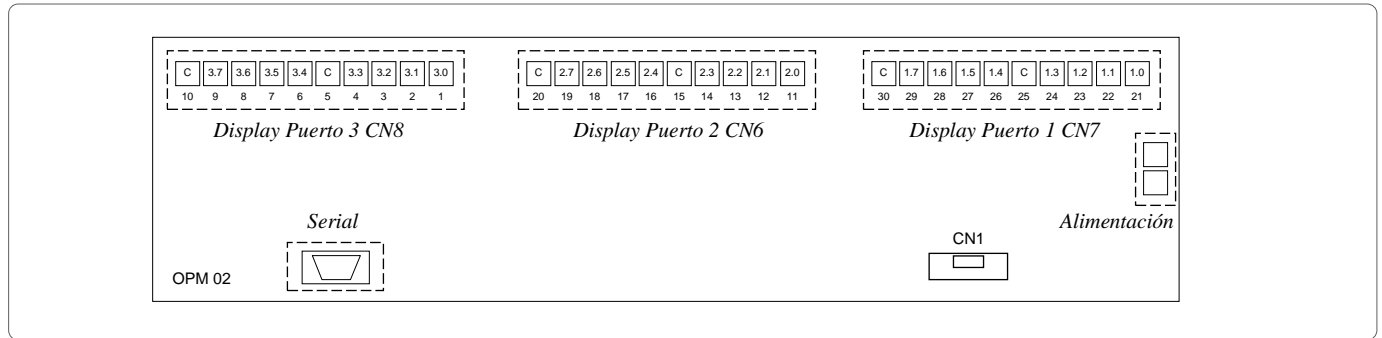 C 3.7 3.6 3.5 3.4 C 3.3 3.2 3.1 3.0
10 9 8 7 6 5 4 3 2 1
Display Puerto 3 CN8
C 2.7 2.6 2.5 2.4 C 2.3 2.2 2.1 2.0
20 19 18 17 16 15 14 13 12 11
Display Puerto 2 CN6
C 1.7 1.6 1.5 1.4 C 1.3 1.2 1.1 1.0
30 29 28 27 26 25 24 23 22 21
Display Puerto 1 CN7
Serial
Alimentación
CN1
OPM 02